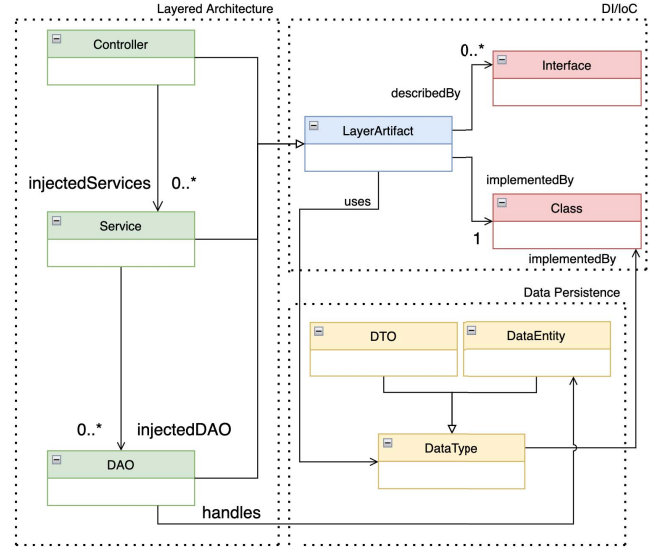 Layered Architecture
DI/IoC
Controller
0..*
Interface
describedBy
LayerArtifact
injectedServices 0..*
uses
implementedBy
Class
Service
1
implementedBy
Data Persistence
DTO
DataEntity
0..* injectedDAO
DataType
DAO
handles